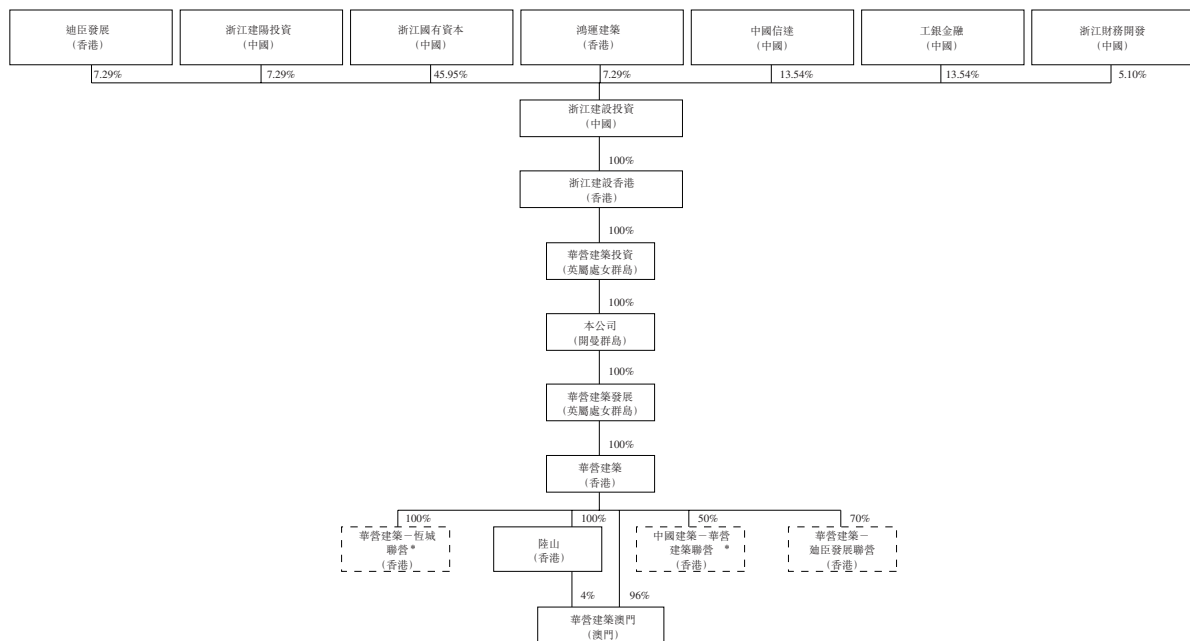 廸臣發展
(香港)
浙江建陽投資
(中國)
浙江國有資本
(中國)
鴻運建築
(香港)
中國信達
(中國)
工銀金融
(中國)
浙江財務開發
(中國)
7.29%
7.29%
45.95%
7.29%
13.54%
13.54%
5.10%
浙江建設投資
(中國)
100%
浙江建設香港
(香港)
100%
華營建築投資
(英屬處女群島)
100%
本公司
(開曼群島)
100%
華營建築發展
(英屬處女群島)
100%
華營建築
(香港)
100%
100%
50%
70%
華營建築－恆城
聯營*
(香港)
陸山
(香港)
中國建築－華營
建築聯營*
(香港)
華營建築－
廸臣發展聯營
(香港)
4%
96%
華營建築澳門
(澳門)